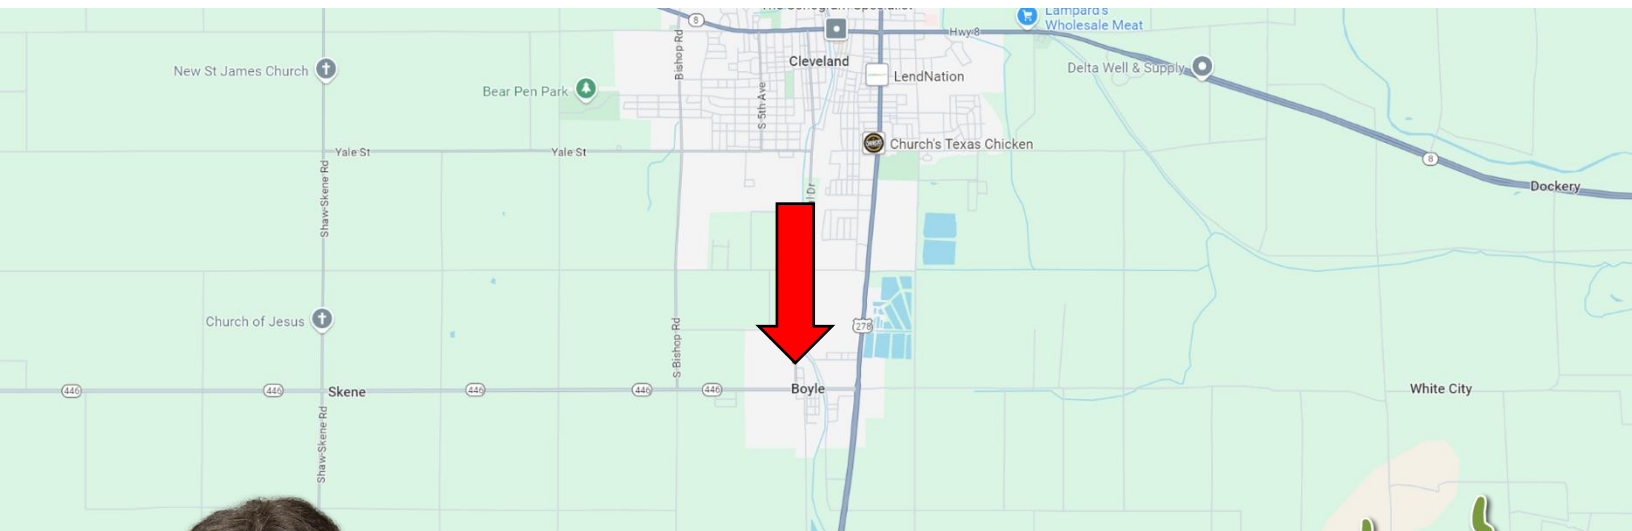 8
Hwy 8
Lampard's
Wholesale Meat
Bishop Rd
Cleveland
New St James Church
LendNation
Delta Well & Supply
Bear Pen Park
S 5th Ave
Church's Texas Chicken
Yale St
Yale St
8
Dockery
Shaw-Skene Rd
Church of Jesus
278
S Bishop Rd
446
446
Skene
446
446
446
Boyle
White City
Shaw-Skene Rd